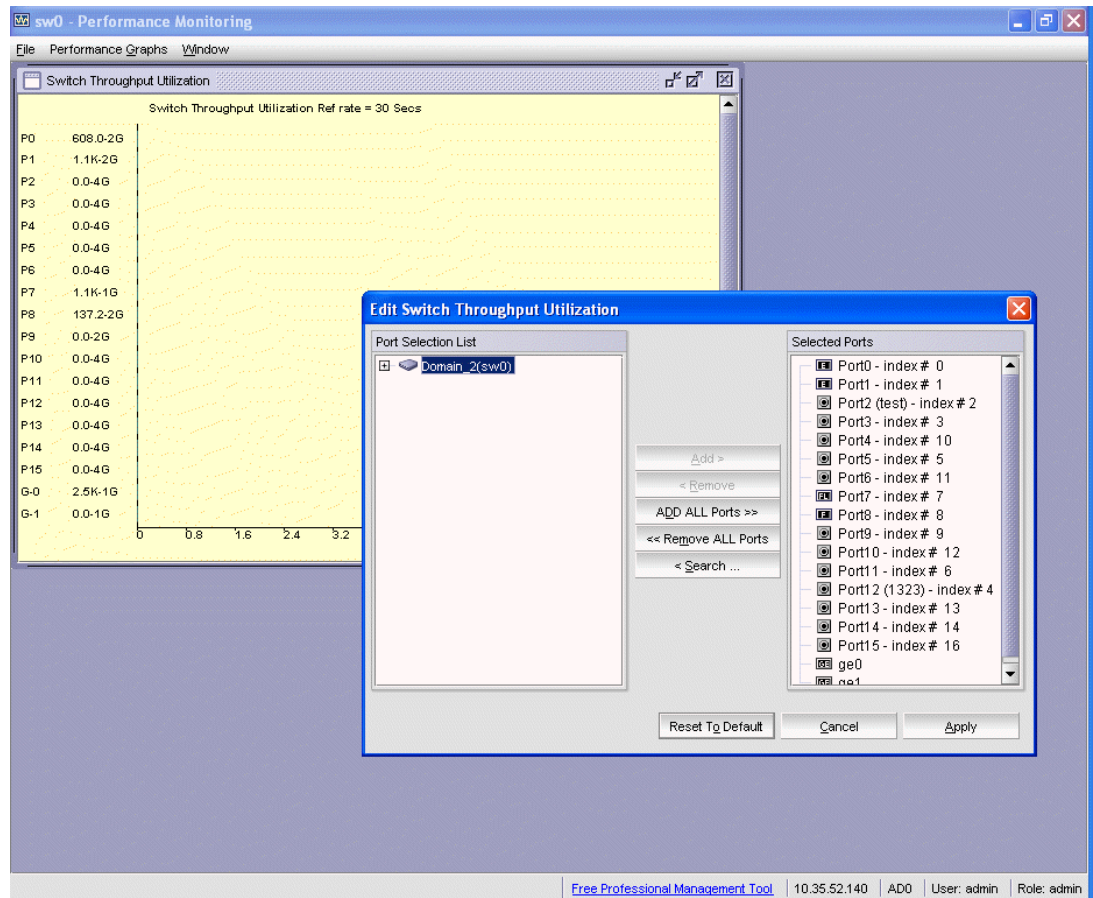 sw0 - Performance Monitoring
File Performance Graphs Window
Switch Throughput Utilization
Switch Throughput Utilization Ref rate = 30 Secs
P0 608.0-2G
P1 1.1K-2G
P2 0.0-4G
P3 0.0-4G
P4 0.0-4G
P5 0.0-4G
P6 0.0-4G
P7 1.1K-1G
P8 137.2-2G
P9 0.0-2G
P10 0.0-4G
P11 0.0-4G
P12 0.0-4G
P13 0.0-4G
P14 0.0-4G
P15 0.0-4G
G-0 2.5K-1G
G-1 0.0-1G
0 0.8 1.6 2.4 3.2
Edit Switch Throughput Utilization
Port Selection List
Domain_2(sw0)
Add >
< Remove
ADD ALL Ports >>
<< Remove ALL Ports
< Search ...
Selected Ports
Port0 - index # 0
Port1 - index # 1
Port2 (test) - index # 2
Port3 - index # 3
Port4 - index # 10
Port5 - index # 5
Port6 - index # 11
Port7 - index # 7
Port8 - index # 8
Port9 - index # 9
Port10 - index # 12
Port11 - index # 6
Port12 (1323) - index # 4
Port13 - index # 13
Port14 - index # 14
Port15 - index # 16
ge0
ge1
Reset To Default Cancel Apply
Free Professional Management Tool 10.35.52.140 AD0 User: admin Role: admin